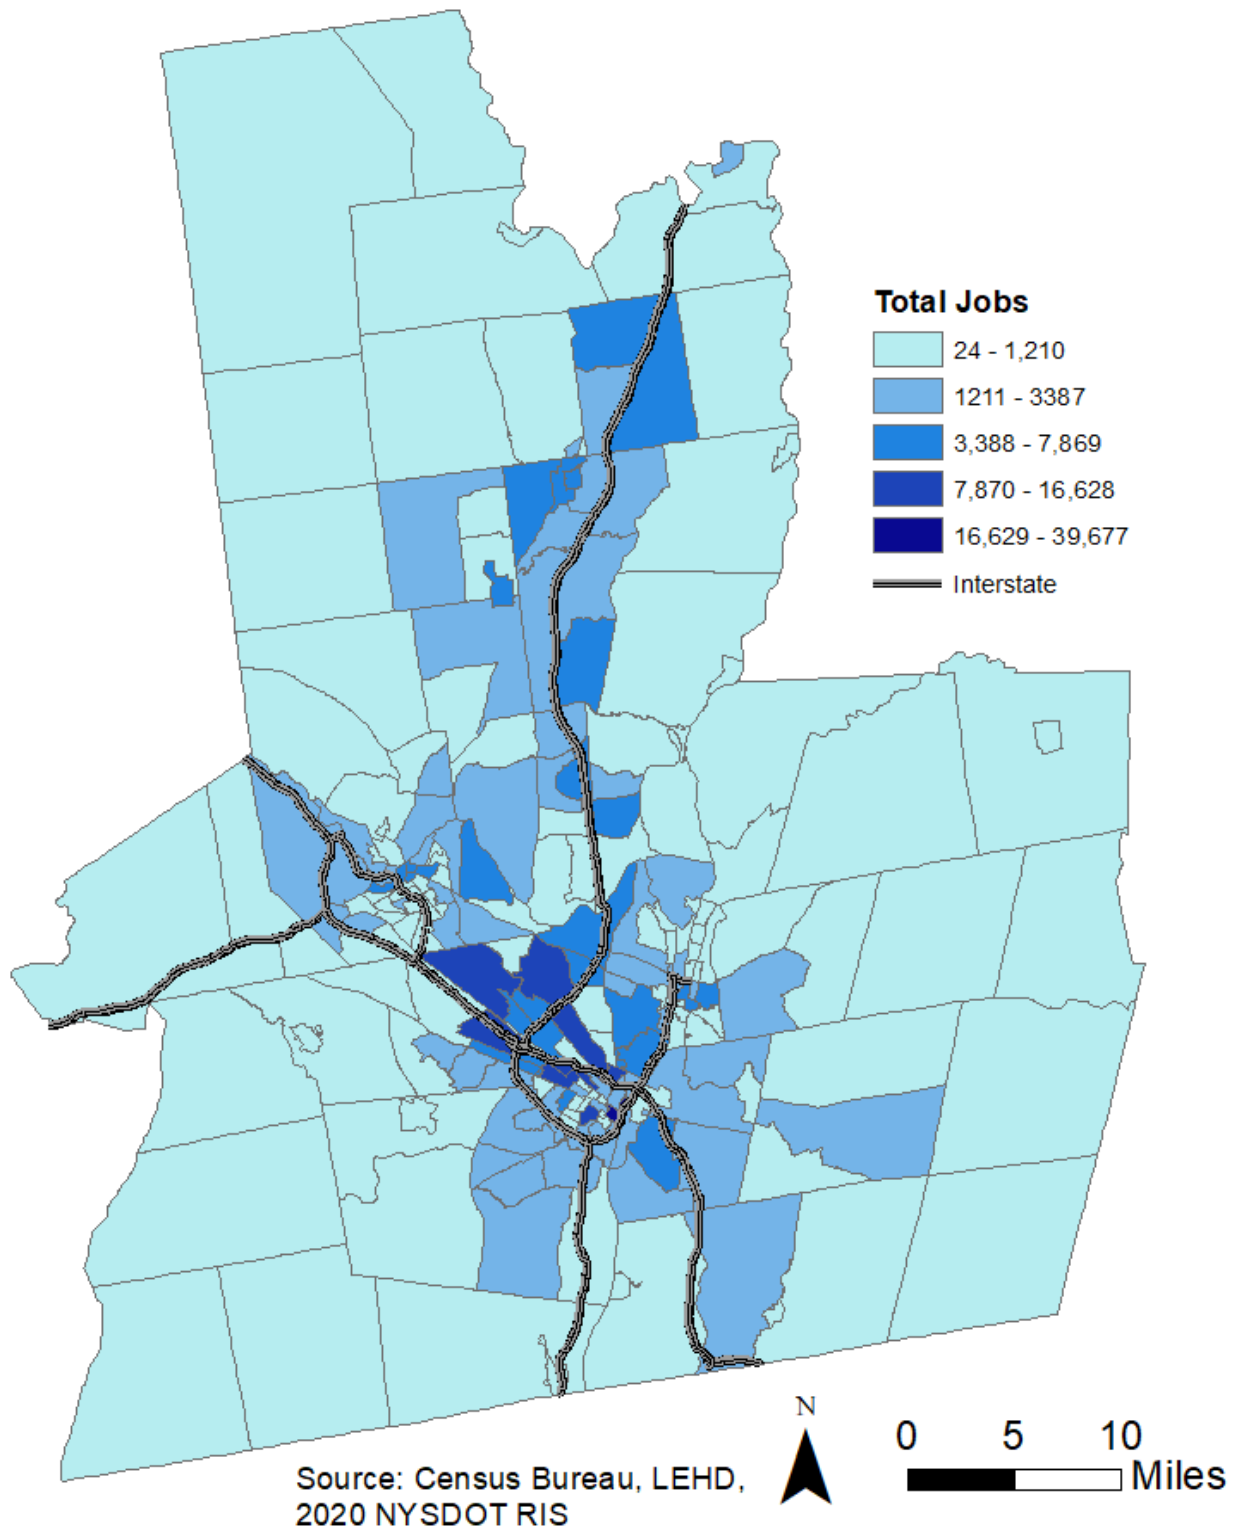 Total Jobs
24 - 1,210
1211 - 3387
3,388 - 7,869
7,870 - 16,628
16,629 - 39,677
Interstate
N
0 5 10
Miles
Source: Census Bureau, LEHD,
2020 NYSDOT RIS